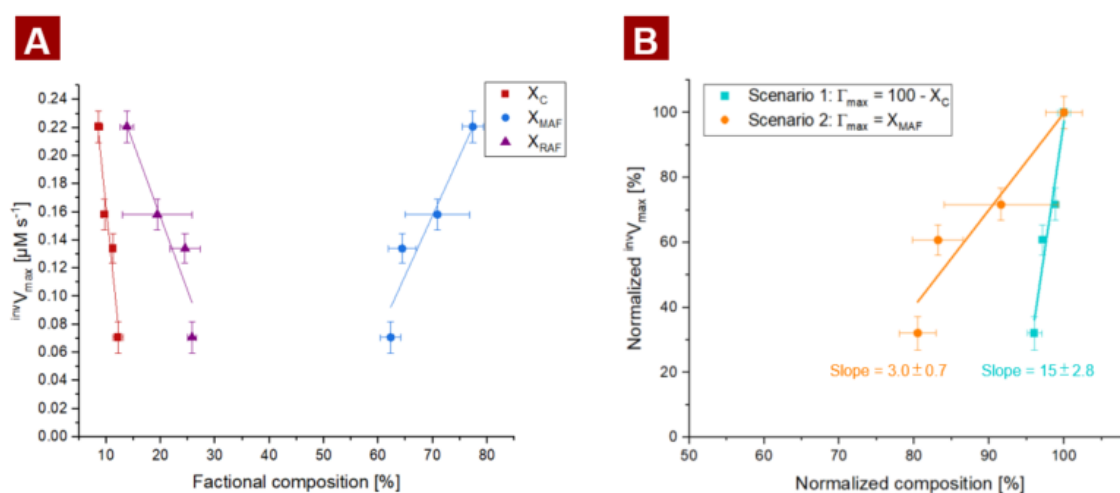 A
B
0.24
0.22
0.20
0.18
0.16
0.14
0.12
0.10
0.08
0.06
0.04
0.02
0.00
invVmax [µM s⁻¹]
XC
XMAF
XRAF
10 20 30 40 50 60 70 80
Factional composition [%]
100
80
60
40
20
0
Normalized invVmax [%]
Scenario 1: Γmax = 100 - XC
Scenario 2: Γmax = XMAF
Slope = 3.0±0.7
Slope = 15±2.8
50 60 70 80 90 100
Normalized composition [%]